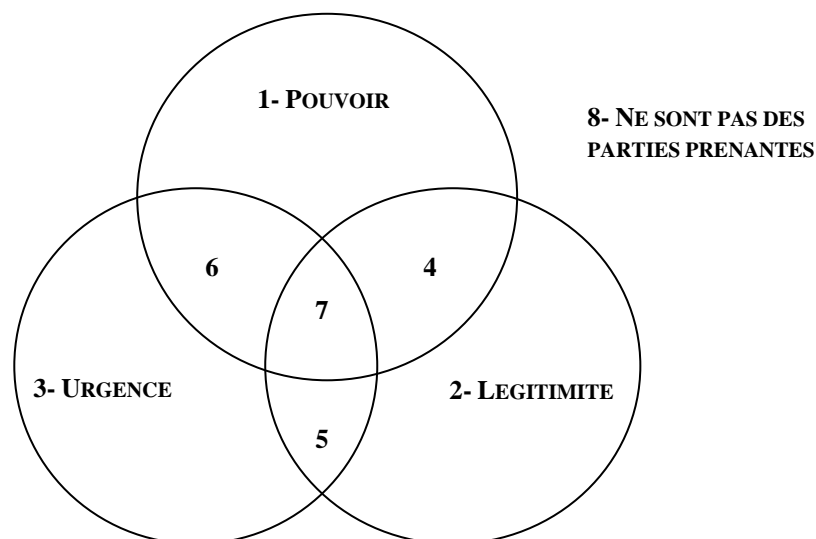 1- POUVOIR
8- NE SONT PAS DES
PARTIES PRENANTES
6
4
7
3- URGENCE
2- LEGITIMITE
5